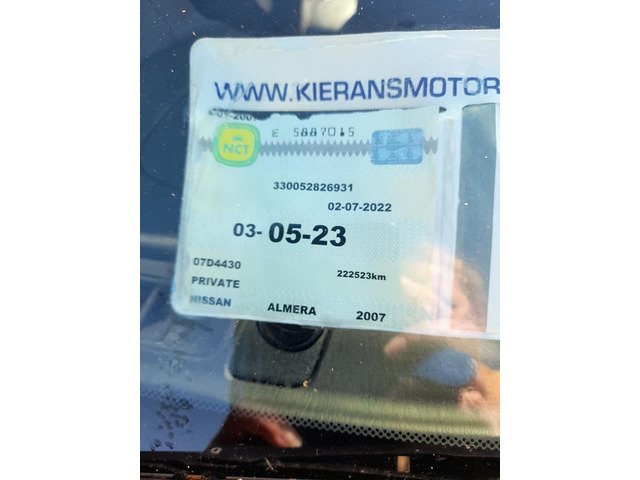 WWW.KIERANSMOTOR
E 5887015
NCT
330052826931
02-07-2022
03-05-23
07D4430
222523km
PRIVATE
NISSAN ALMERA 2007